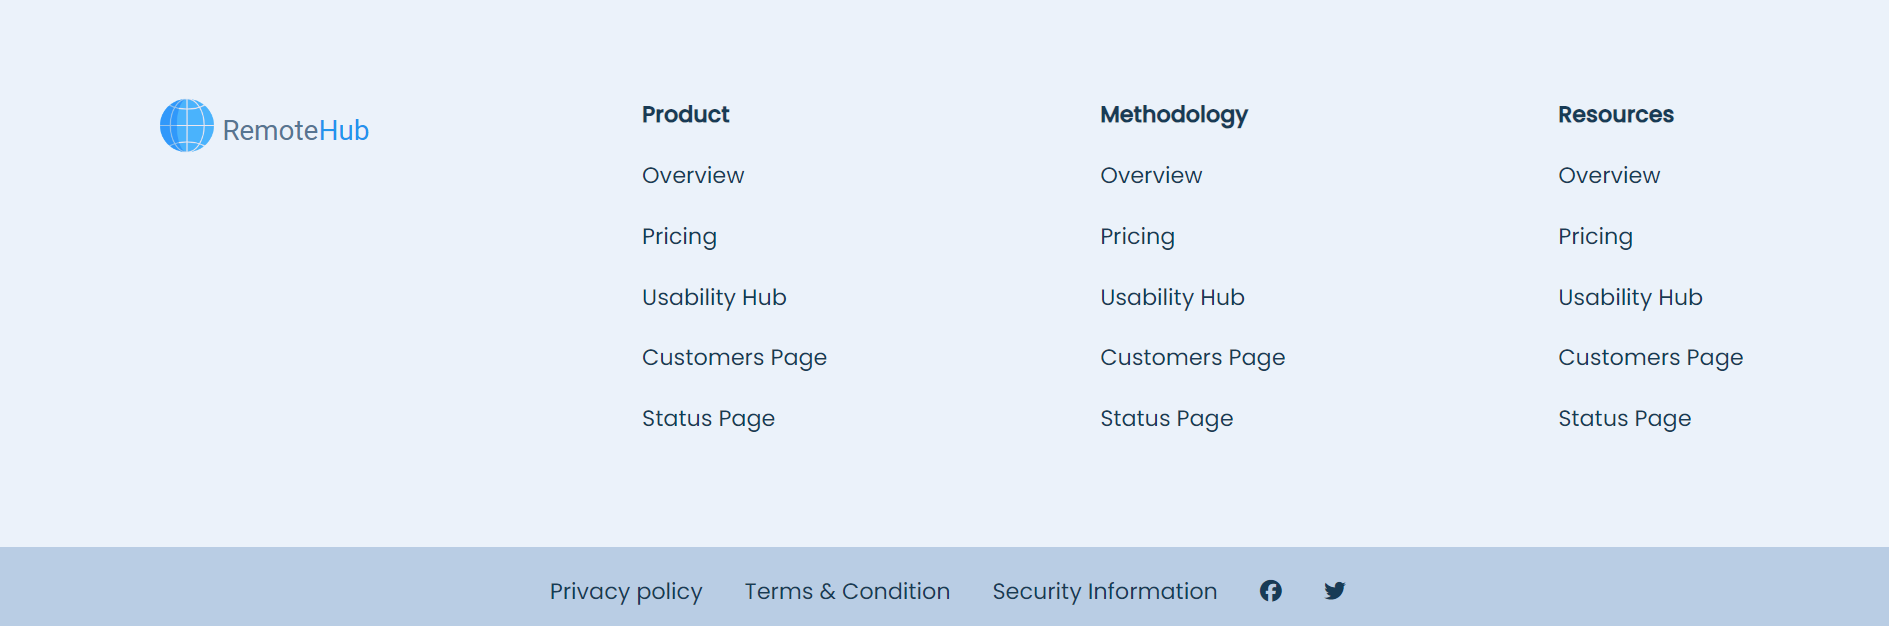 RemoteHub
Product
Overview
Pricing
Usability Hub
Customers Page
Status Page
Methodology
Overview
Pricing
Usability Hub
Customers Page
Status Page
Resources
Overview
Pricing
Usability Hub
Customers Page
Status Page
Privacy policy Terms & Condition Security Information